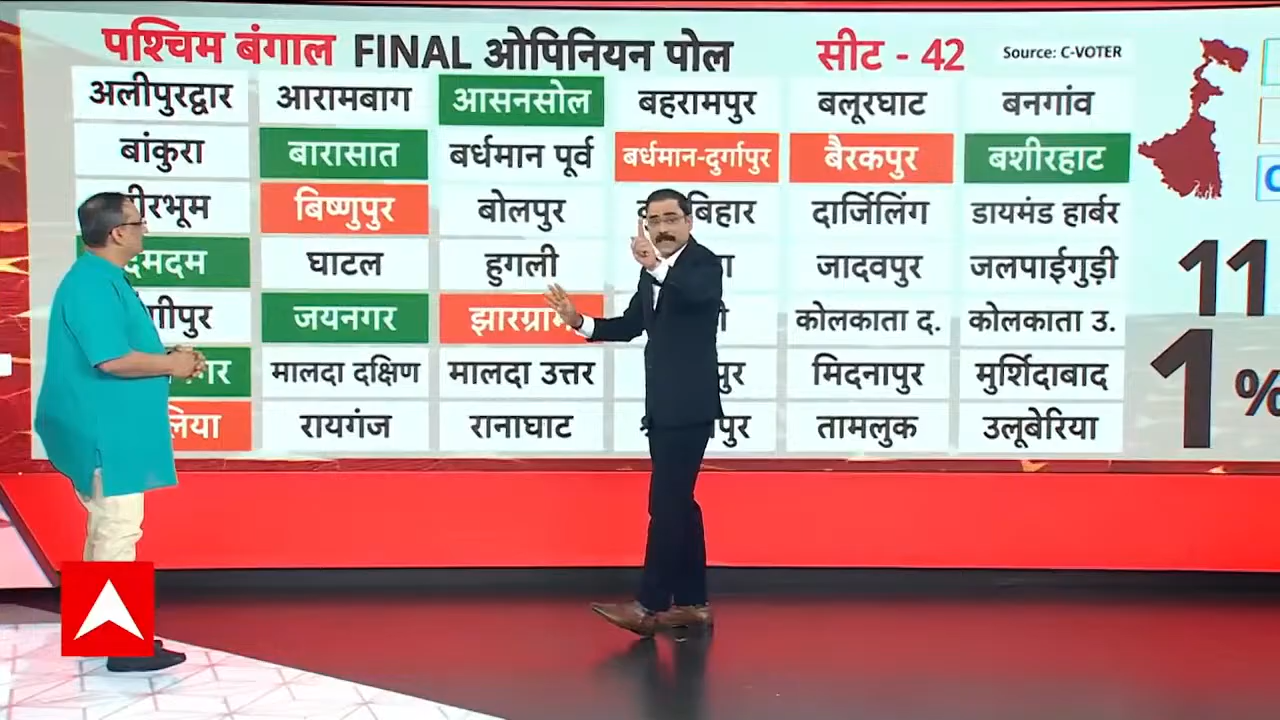 पश्चिम बंगाल FINAL ओपिनियन पोल सीट - 42 Source: C-VOTER
अलीपुरद्वार आरामबाग आसनसोल बहरामपुर बलूरघाट बनगांव
बांकुरा बारासात बर्धमान पूर्व बर्धमान-दुर्गापुर बैरकपुर बशीरहाट
बिष्णुपुर बोलपुर दार्जिलिंग डायमंड हार्बर
दमदम घाटल हुगली जादवपुर जलपाईगुड़ी
जयनगर झारग्राम कोलकाता द. कोलकाता उ.
मालदा दक्षिण मालदा उत्तर मिदनापुर मुर्शिदाबाद
रायगंज रानाघाट तामलुक उलूबेरिया
11
1%